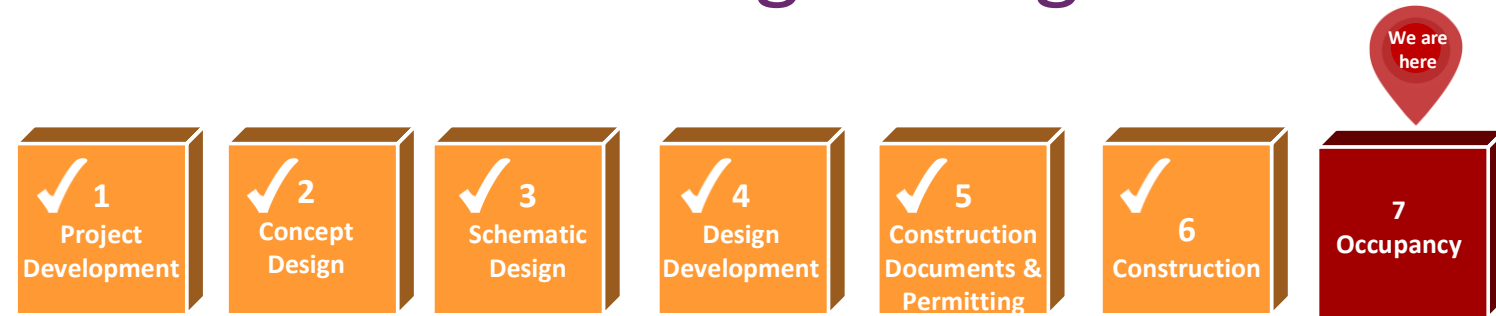 We are
here
1
Project
Development
2
Concept
Design
3
Schematic
Design
4
Design
Development
5
Construction
Documents &
Permitting
6
Construction
7
Occupancy